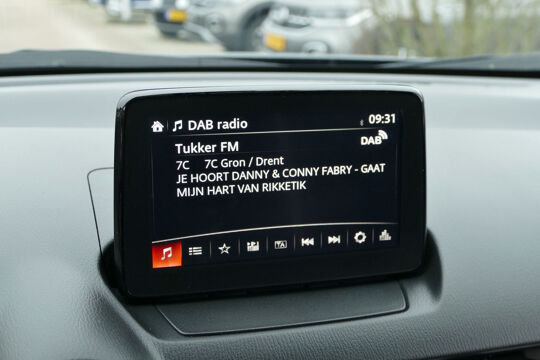 DAB radio 09:31
Tukker FM DAB
7C 7C Gron / Drent
JE HOORT DANNY & CONNY FABRY - GAAT
MIJN HART VAN RIKKETIK
TA